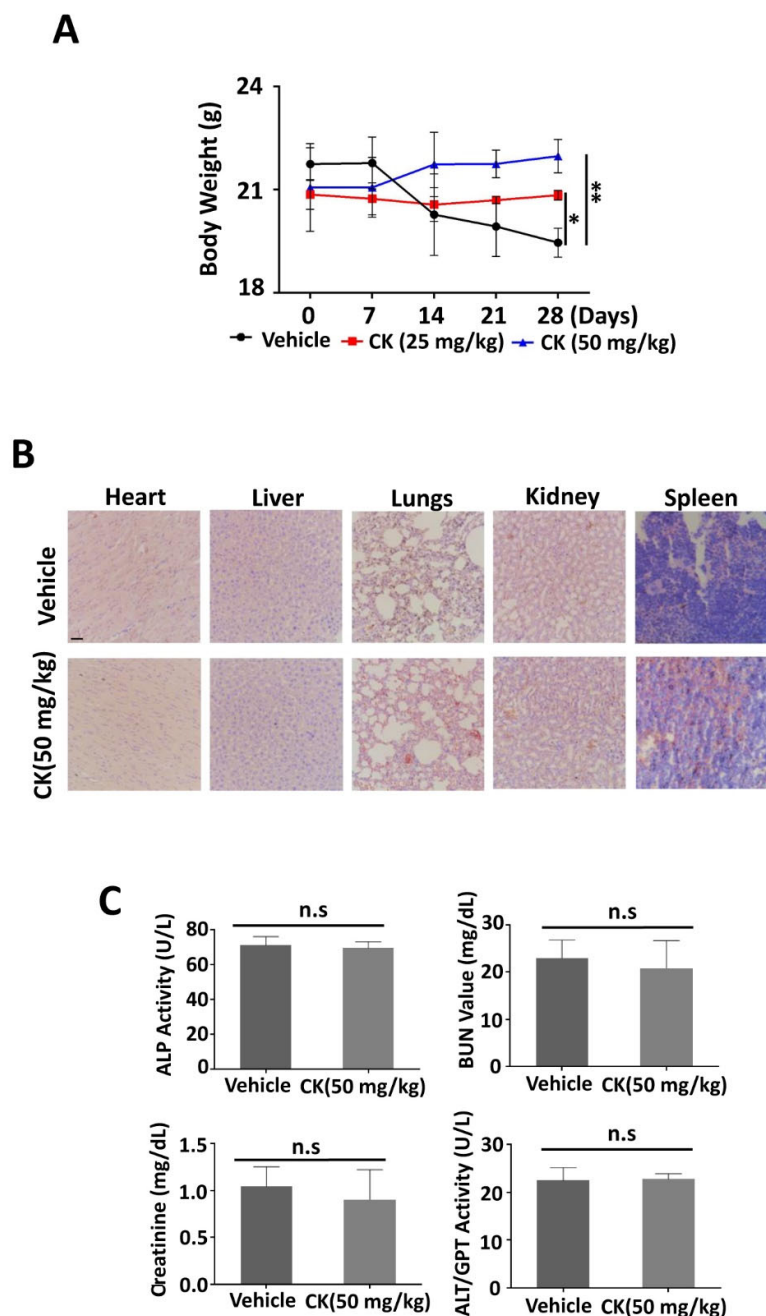 A
24
21
18
Body Weight (g)
**
*
0 7 14 21 28 (Days)
Vehicle CK (25 mg/kg) CK (50 mg/kg)
B
Heart Liver Lungs Kidney Spleen
Vehicle
CK(50 mg/kg)
C
n.s
ALP Activity (U/L)
80
60
40
20
0
Vehicle CK(50 mg/kg)
n.s
BUN Value (mg/dL)
30
20
10
0
Vehicle CK(50 mg/kg)
n.s
Creatinine (mg/dL)
1.5
1.0
0.5
0.0
Vehicle CK(50 mg/kg)
n.s
ALT/GPT Activity (U/L)
30
20
10
0
Vehicle CK(50 mg/kg)